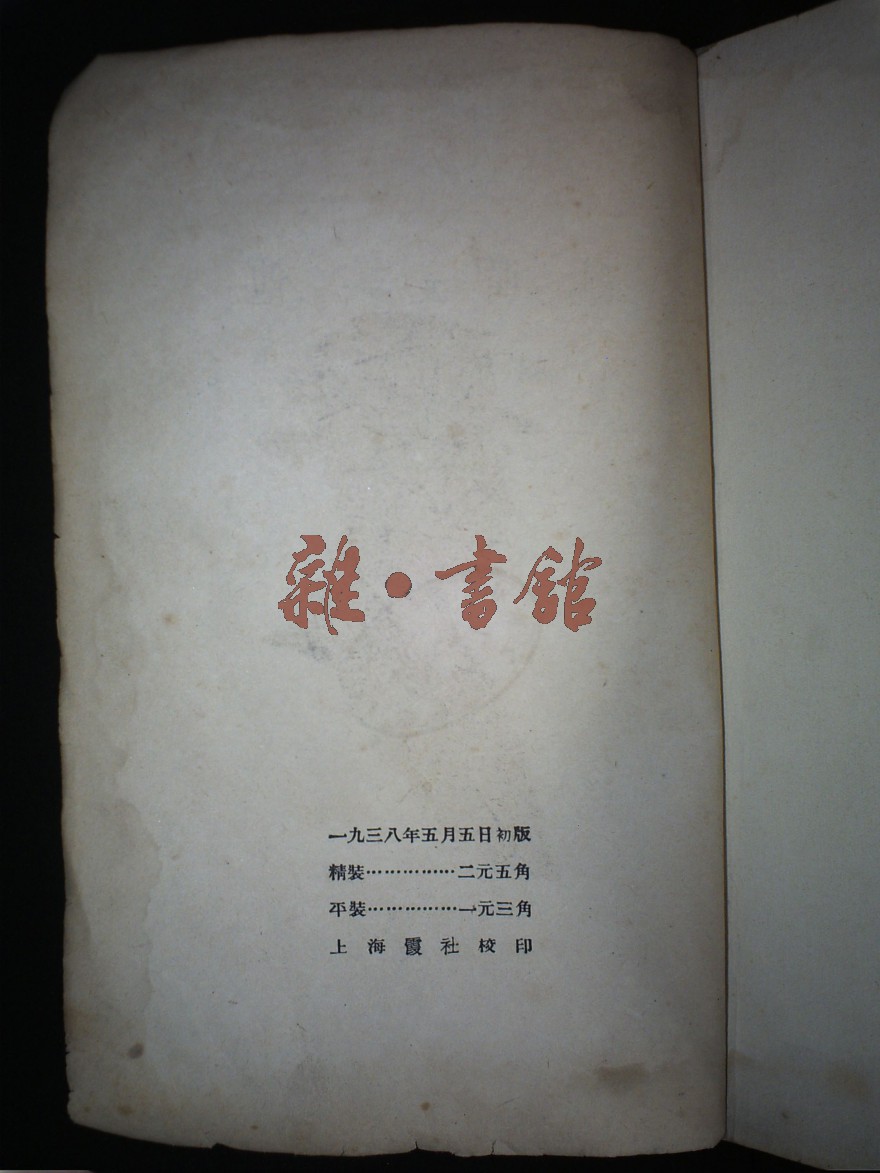 雜·書館
一九三八年五月五日初版
精裝……………二元五角
平裝……………一元三角
上海霞社校印